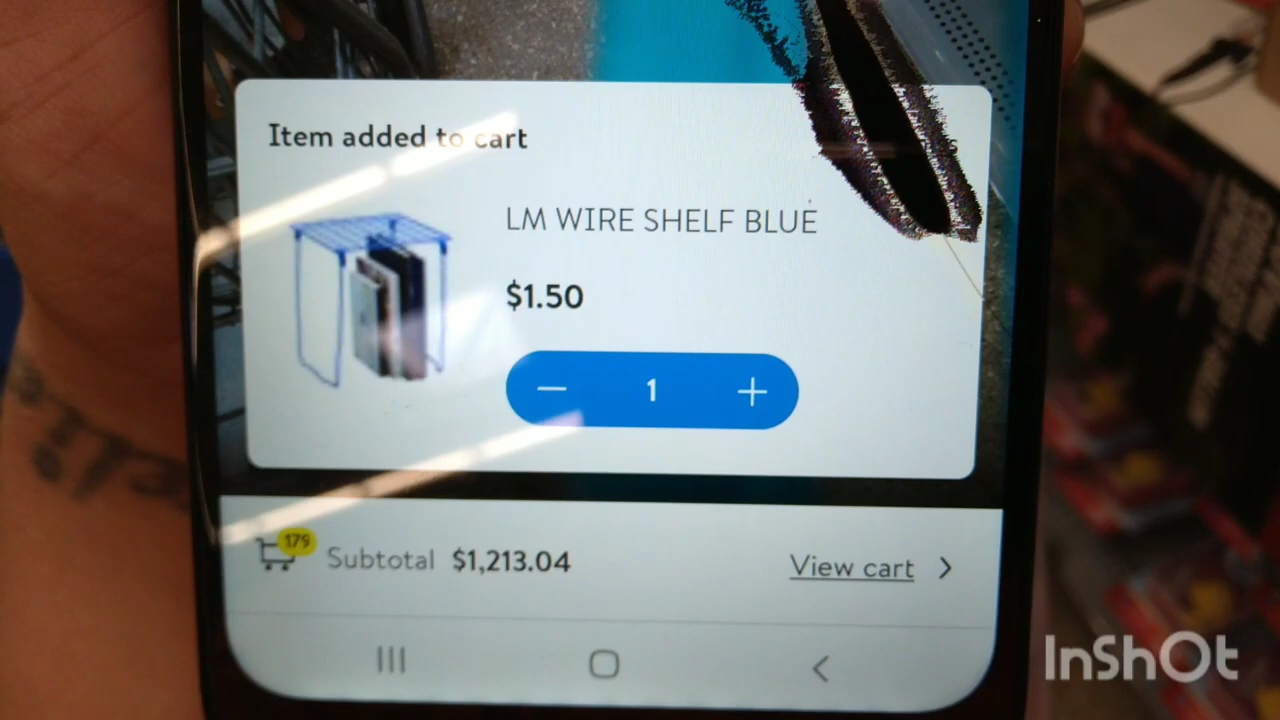 Item added to cart
LM WIRE SHELF BLUE
$1.50
1
179
Subtotal $1,213.04
View cart
InShOt